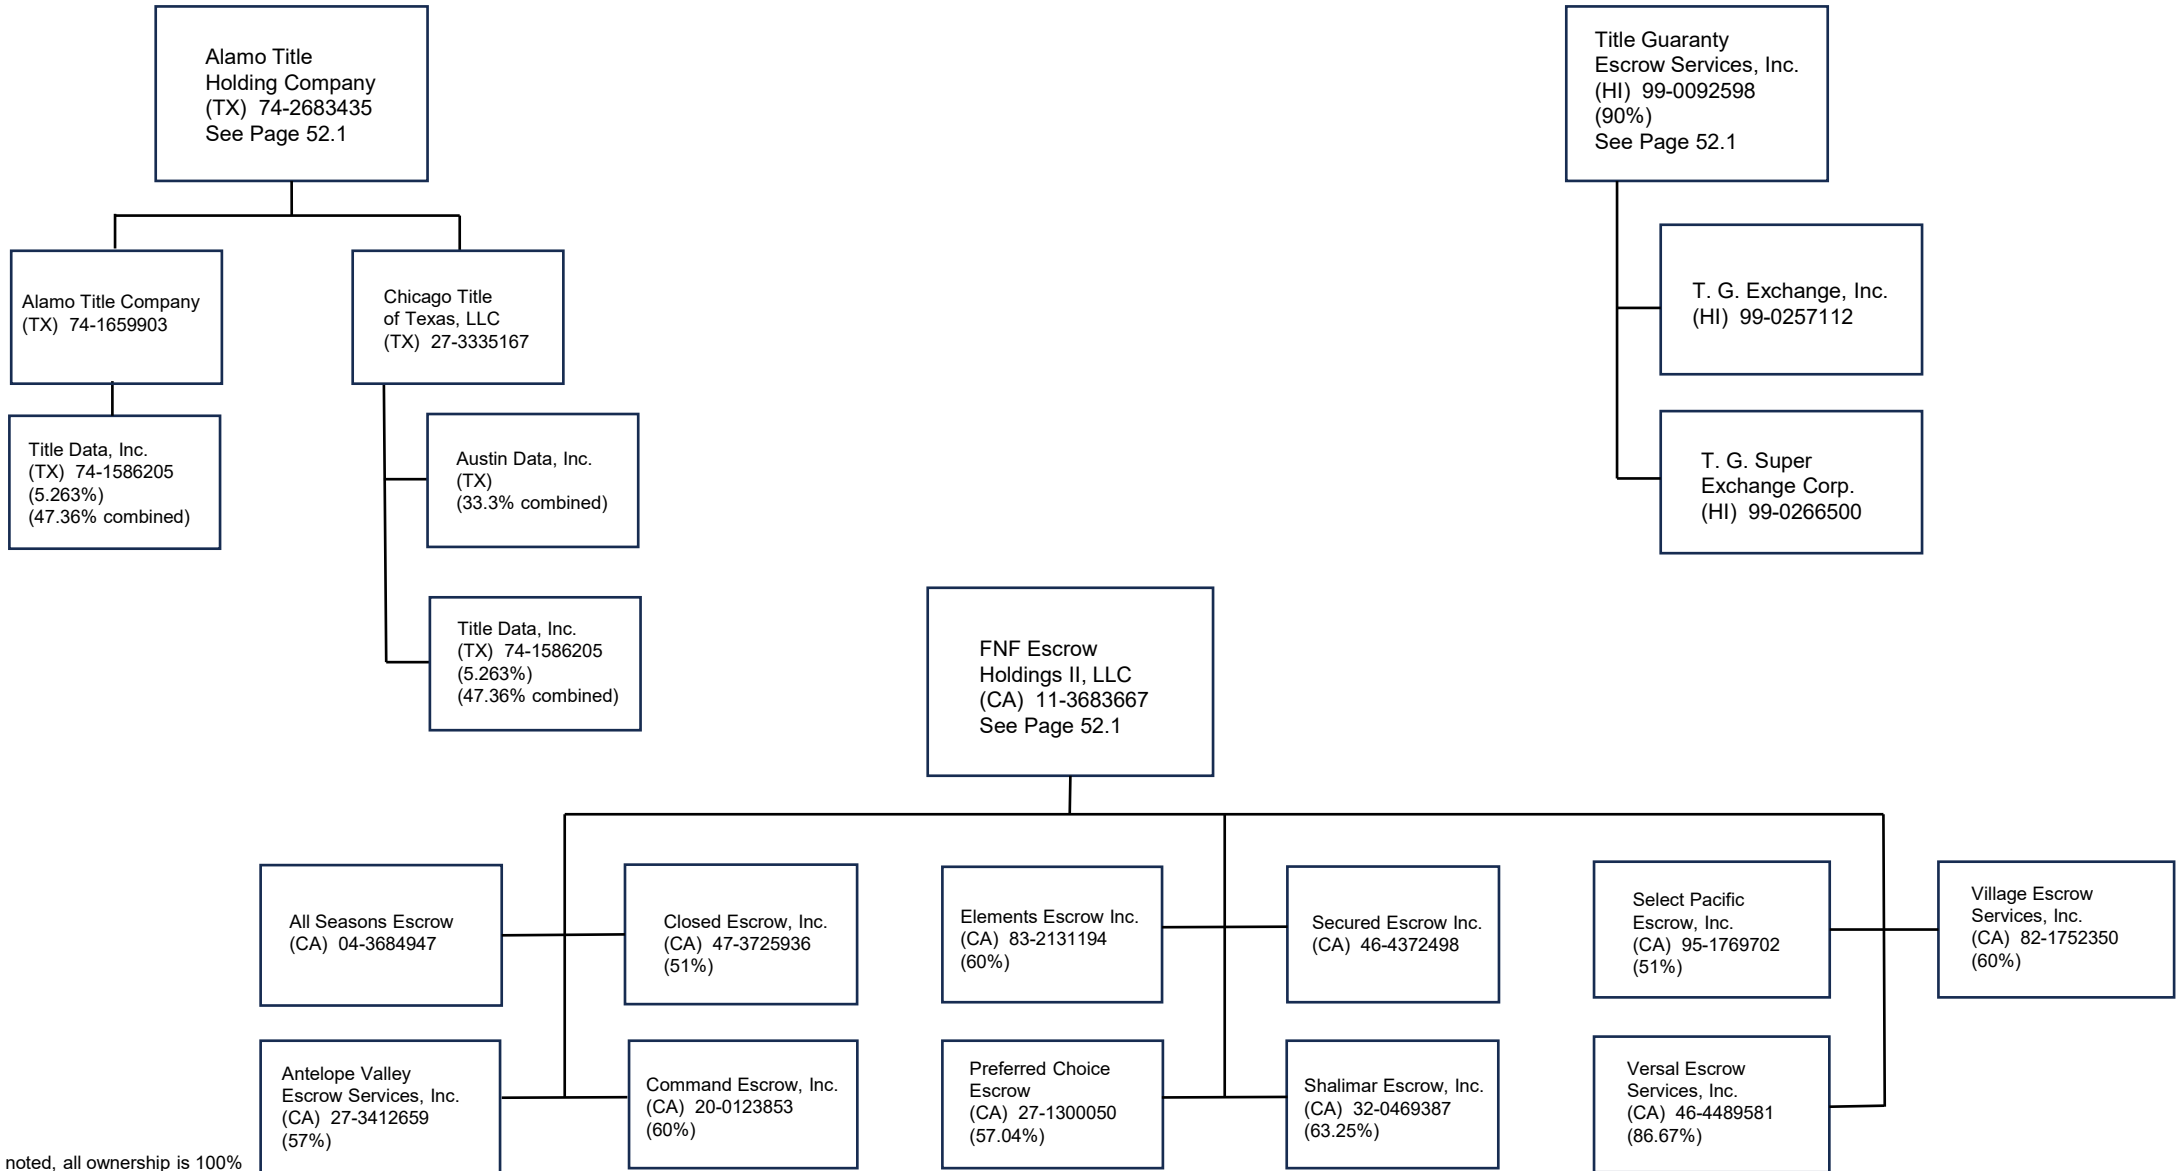 Alamo Title
Holding Company
(TX) 74-2683435
See Page 52.1
Title Guaranty
Escrow Services, Inc.
(HI) 99-0092598
(90%)
See Page 52.1
Alamo Title Company
(TX) 74-1659903
Chicago Title
of Texas, LLC
(TX) 27-3335167
T. G. Exchange, Inc.
(HI) 99-0257112
Title Data, Inc.
(TX) 74-1586205
(5.263%)
(47.36% combined)
Austin Data, Inc.
(TX)
(33.3% combined)
T. G. Super
Exchange Corp.
(HI) 99-0266500
Title Data, Inc.
(TX) 74-1586205
(5.263%)
(47.36% combined)
FNF Escrow
Holdings II, LLC
(CA) 11-3683667
See Page 52.1
All Seasons Escrow
(CA) 04-3684947
Closed Escrow, Inc.
(CA) 47-3725936
(51%)
Elements Escrow Inc.
(CA) 83-2131194
(60%)
Secured Escrow Inc.
(CA) 46-4372498
Select Pacific
Escrow, Inc.
(CA) 95-1769702
(51%)
Village Escrow
Services, Inc.
(CA) 82-1752350
(60%)
Antelope Valley
Escrow Services, Inc.
(CA) 27-3412659
(57%)
Command Escrow, Inc.
(CA) 20-0123853
(60%)
Preferred Choice
Escrow
(CA) 27-1300050
(57.04%)
Shalimar Escrow, Inc.
(CA) 32-0469387
(63.25%)
Versal Escrow
Services, Inc.
(CA) 46-4489581
(86.67%)
noted, all ownership is 100%